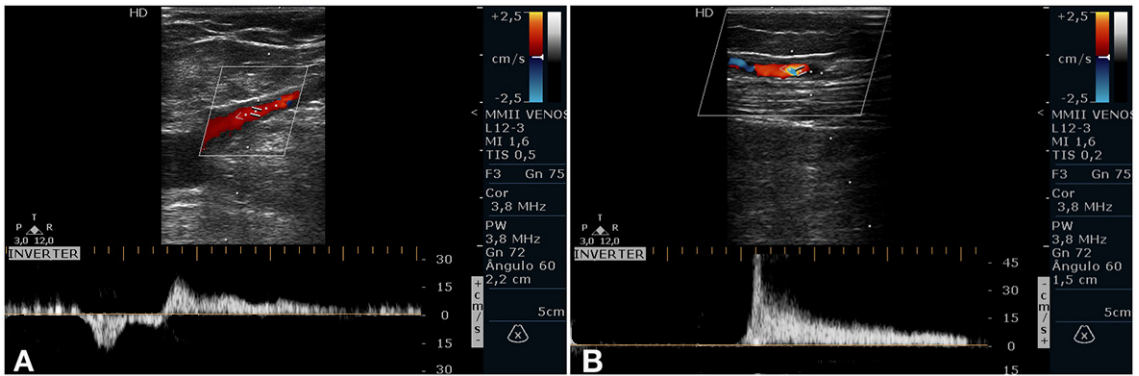 HD
+2,5
cm/s
-2,5
<
MMII VENOS
L12-3
MI 1,6
TIS 0,5
F3 Gn 75
Cor
3,8 MHz
PW
3,8 MHz
Gn 72
Ângulo 60
2,2 cm
5cm
X
T
P R
3,0 12,0
INVERTER
30
15
0
15
30
+
cm/s
-
A
HD
+2,5
cm/s
-2,5
<
MMII VENOS
L12-3
MI 1,6
TIS 0,2
F3 Gn 75
Cor
3,8 MHz
PW
3,8 MHz
Gn 72
Ângulo 60
1,5 cm
5cm
X
T
P R
3,0 12,0
INVERTER
45
30
15
0
15
-
cm/s
+
B